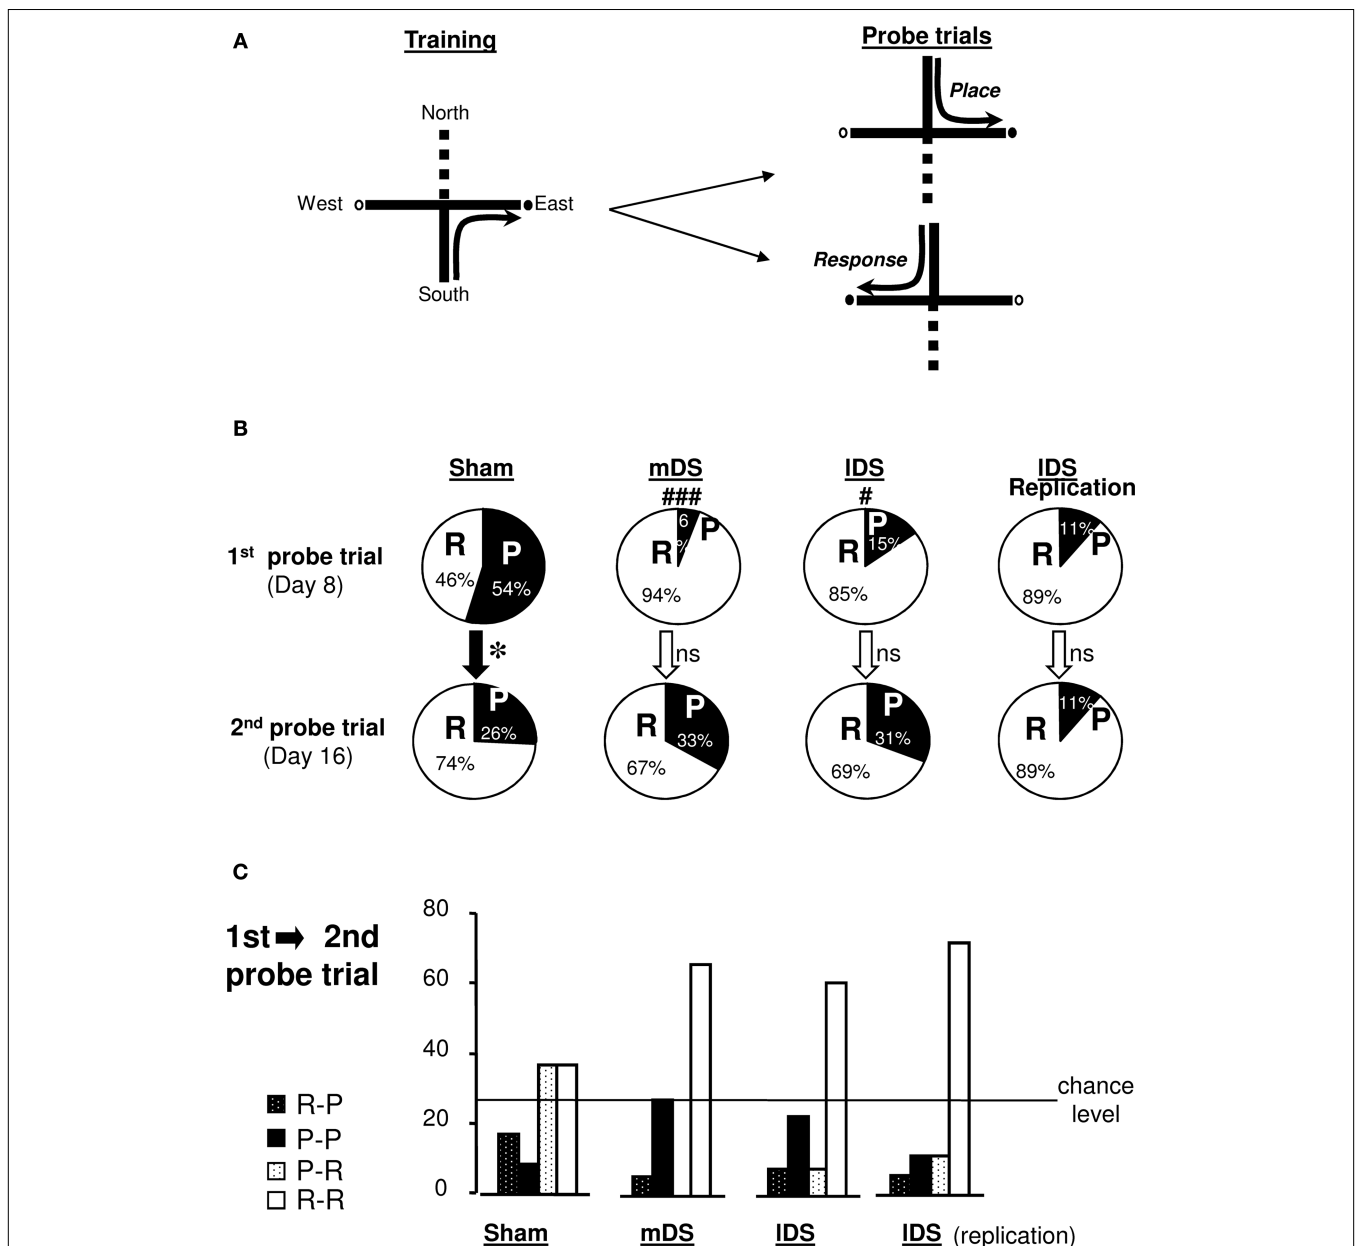 A
Training
Probe trials
North
Place
West
East
Response
South
B
Sham
mDS
lDS
lDS
###
#
Replication
1st probe trial
(Day 8)
R
46%
P
54%
6
%
P
R
94%
P
15%
R
85%
11%
P
R
89%
*
ns
ns
ns
2nd probe trial
(Day 16)
P
26%
R
74%
P
33%
R
67%
P
31%
R
69%
11%
P
R
89%
C
1st 2nd
probe trial
80
60
40
20
0
chance
level
R-P
P-P
P-R
R-R
Sham
mDS
lDS
lDS (replication)